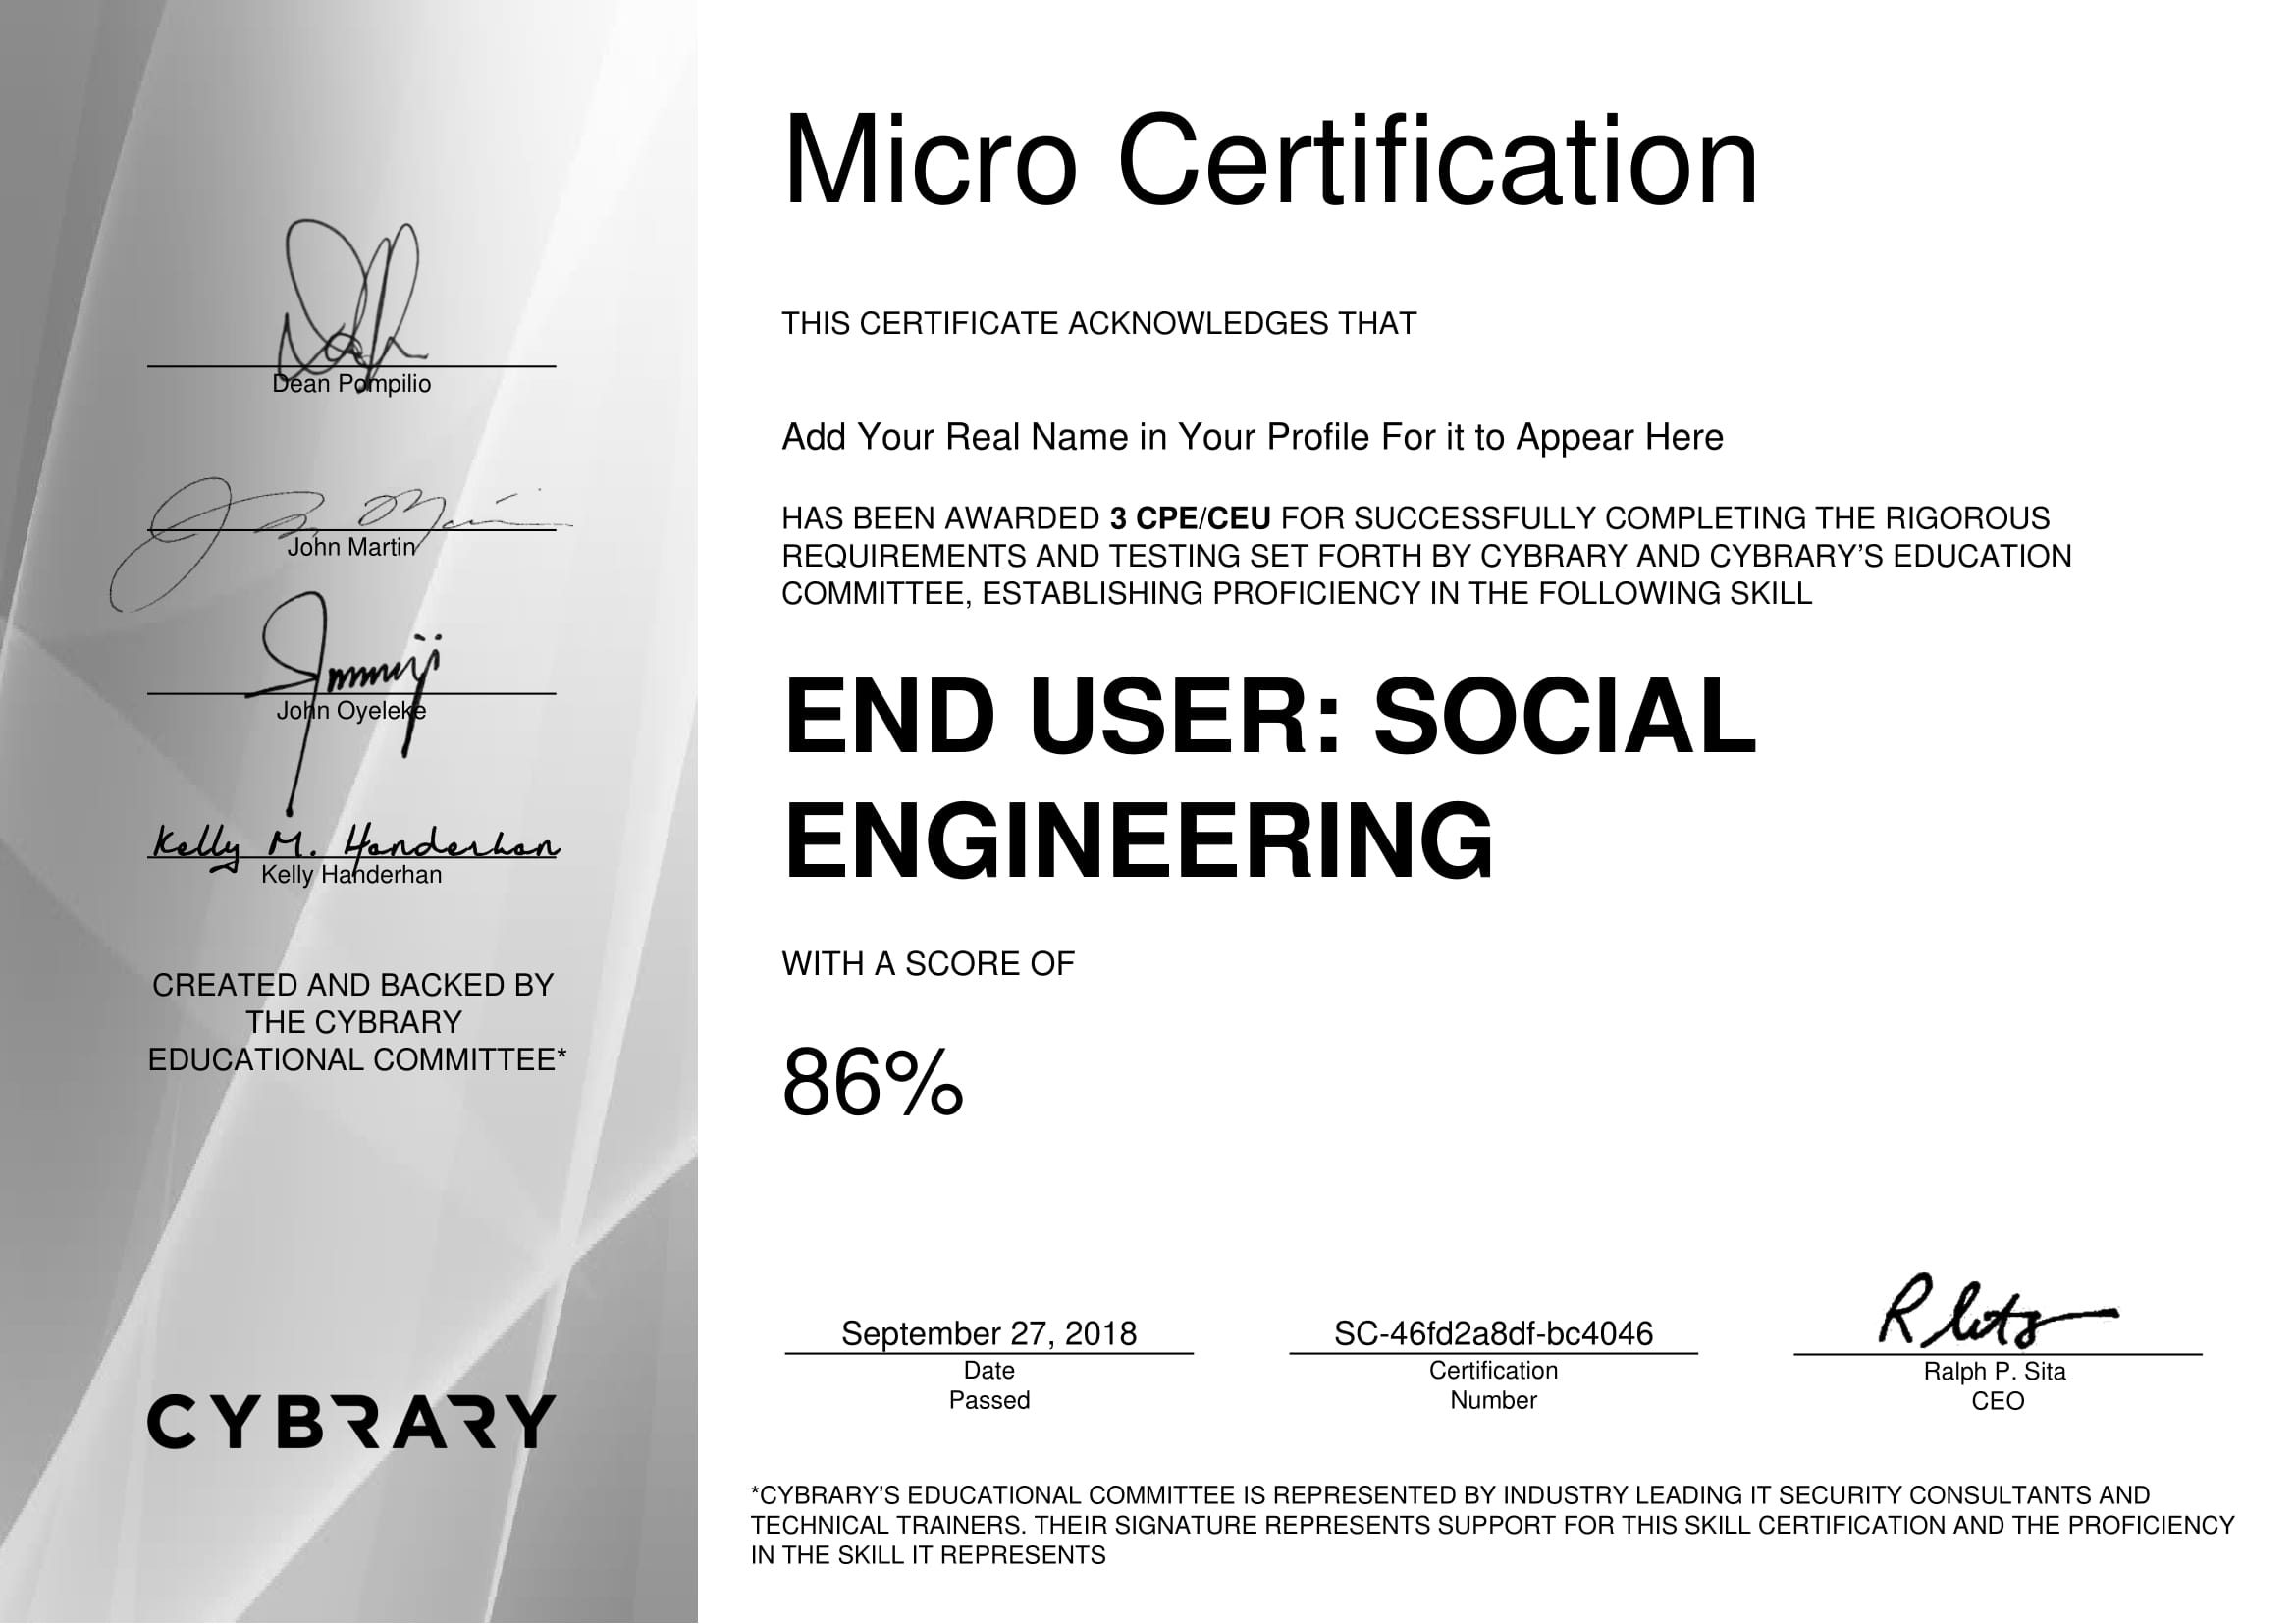 Dean Pompilio
John Martin
John Oyeleke
Kelly M. Handerhan
Kelly Handerhan
CREATED AND BACKED BY
THE CYBRARY
EDUCATIONAL COMMITTEE*
CYBRARY
Micro Certification
THIS CERTIFICATE ACKNOWLEDGES THAT
Add Your Real Name in Your Profile For it to Appear Here
HAS BEEN AWARDED 3 CPE/CEU FOR SUCCESSFULLY COMPLETING THE RIGOROUS
REQUIREMENTS AND TESTING SET FORTH BY CYBRARY AND CYBRARY’S EDUCATION
COMMITTEE, ESTABLISHING PROFICIENCY IN THE FOLLOWING SKILL
END USER: SOCIAL
ENGINEERING
WITH A SCORE OF
86%
September 27, 2018
Date
Passed
SC-46fd2a8df-bc4046
Certification
Number
Ralph P. Sita
CEO
*CYBRARY’S EDUCATIONAL COMMITTEE IS REPRESENTED BY INDUSTRY LEADING IT SECURITY CONSULTANTS AND
TECHNICAL TRAINERS. THEIR SIGNATURE REPRESENTS SUPPORT FOR THIS SKILL CERTIFICATION AND THE PROFICIENCY
IN THE SKILL IT REPRESENTS